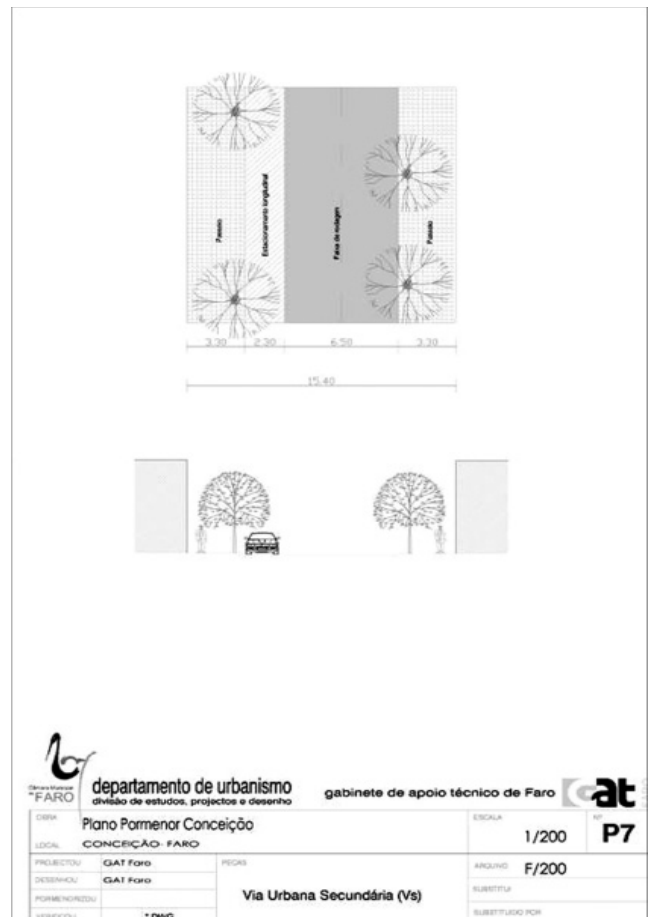 Passeio
Estacionamento longitudinal
Faixa de rodagem
Passeio
3.30 2.30 6.50 3.30
15.40
Câmara Municipal
de FARO
departamento de urbanismo
divisão de estudos, projectos e desenho
gabinete de apoio técnico de Faro
gat
FARO
OBRA
Plano Pormenor Conceição
LOCAL
CONCEIÇÃO- FARO
ESCALA
1/200
Nº
P7
PROJECTOU
GAT Faro
DESENHOU
GAT Faro
PORMENORIZOU
PEÇAS
Via Urbana Secundária (Vs)
ARQUIVO
F/200
SUBSTITUI
SUBSTITUIDO POR